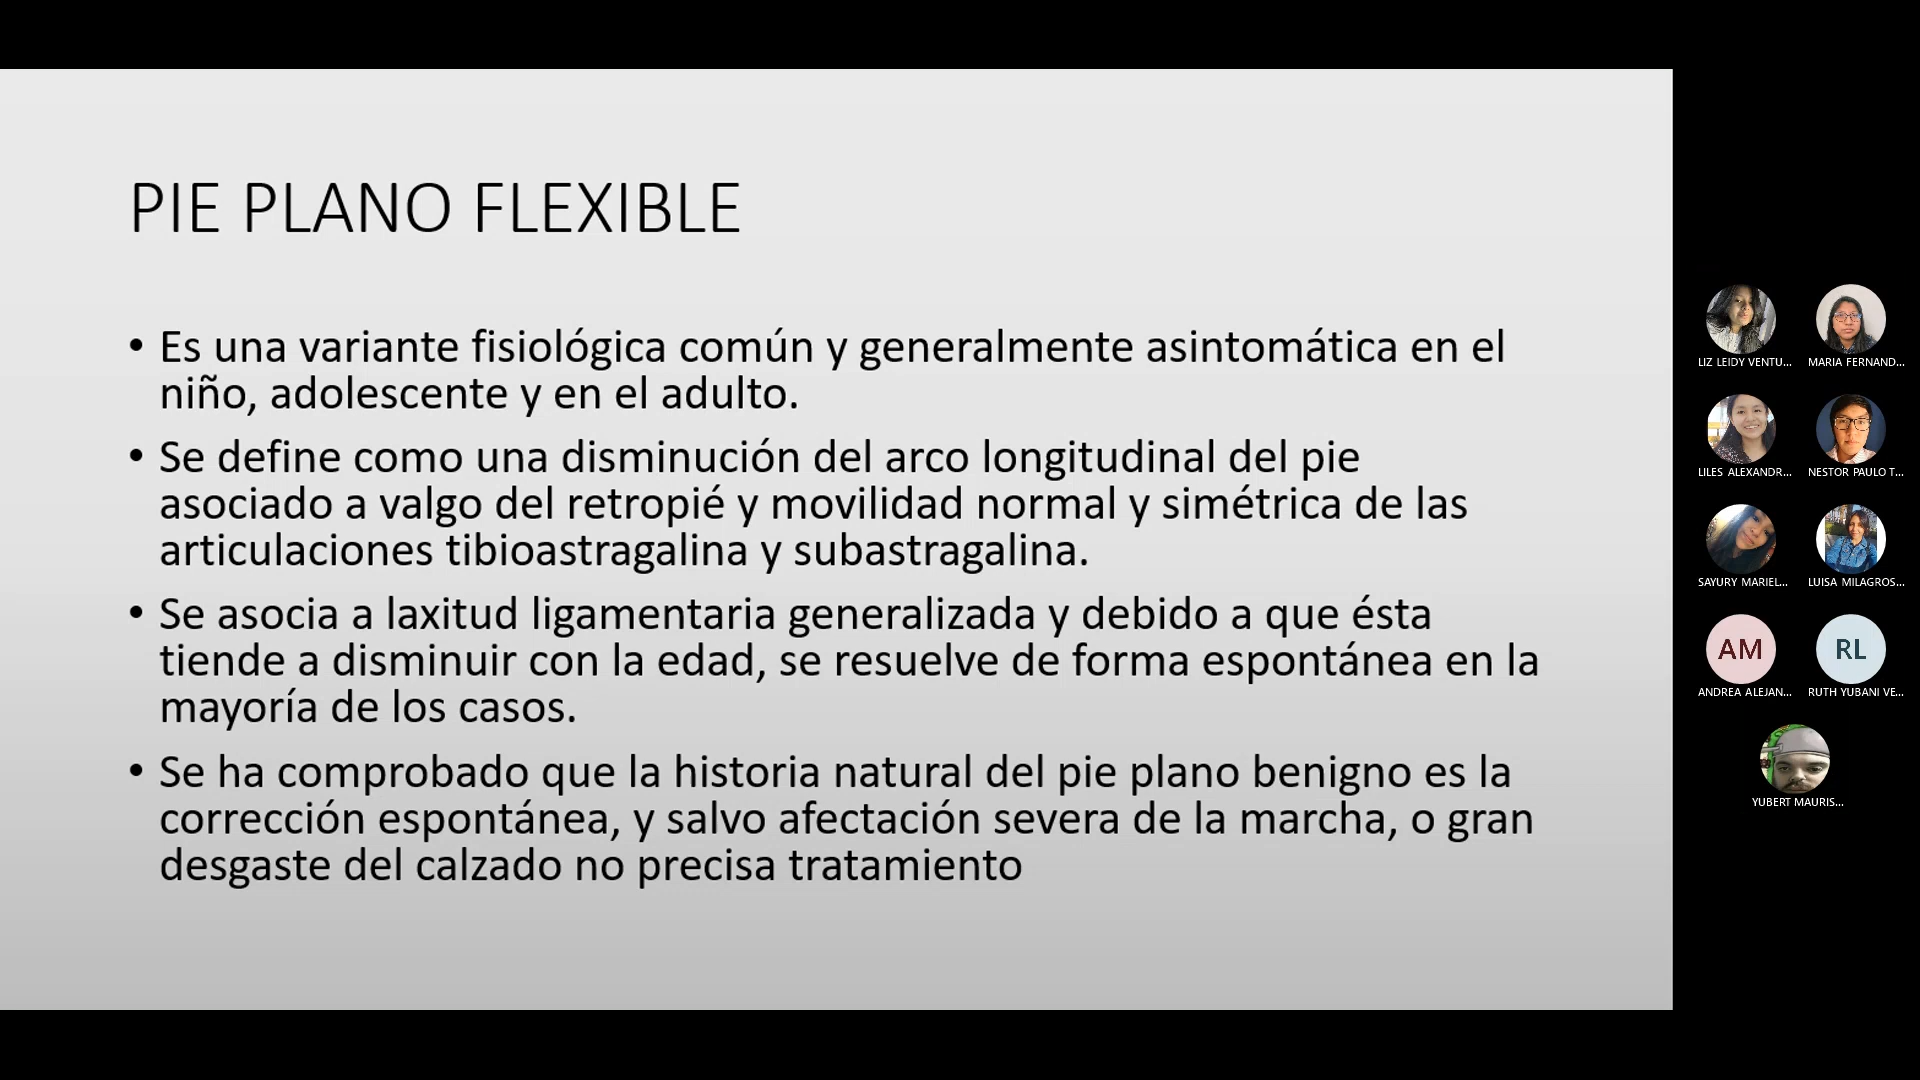 PIE PLANO FLEXIBLE
• Es una variante fisiológica común y generalmente asintomática en el
niño, adolescente y en el adulto.
• Se define como una disminución del arco longitudinal del pie
asociado a valgo del retropié y movilidad normal y simétrica de las
articulaciones tibioastragalina y subastragalina.
• Se asocia a laxitud ligamentaria generalizada y debido a que ésta
tiende a disminuir con la edad, se resuelve de forma espontánea en la
mayoría de los casos.
• Se ha comprobado que la historia natural del pie plano benigno es la
corrección espontánea, y salvo afectación severa de la marcha, o gran
desgaste del calzado no precisa tratamiento
LIZ LEIDY VENTU...
MARIA FERNAND...
LILES ALEXANDR...
NESTOR PAULO T...
SAYURY MARIEL...
LUISA MILAGROS...
AM
RL
ANDREA ALEJAN...
RUTH YUBANI VE...
YUBERT MAURIS...